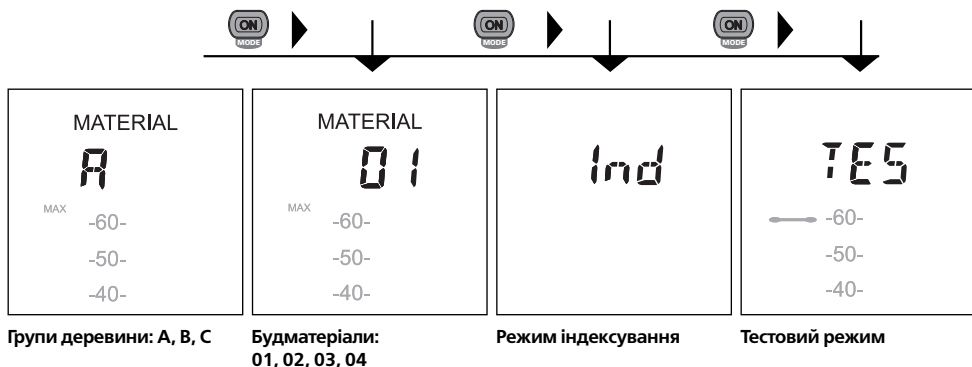 ON ON ON
MODE MODE MODE
MATERIAL MATERIAL
A 01 Ind TES
MAX MAX
-60- -60- -60-
-50- -50- -50-
-40- -40- -40-
Групи деревини: А, В, С
Будматеріали:
01, 02, 03, 04
Режим індексування
Тестовий режим